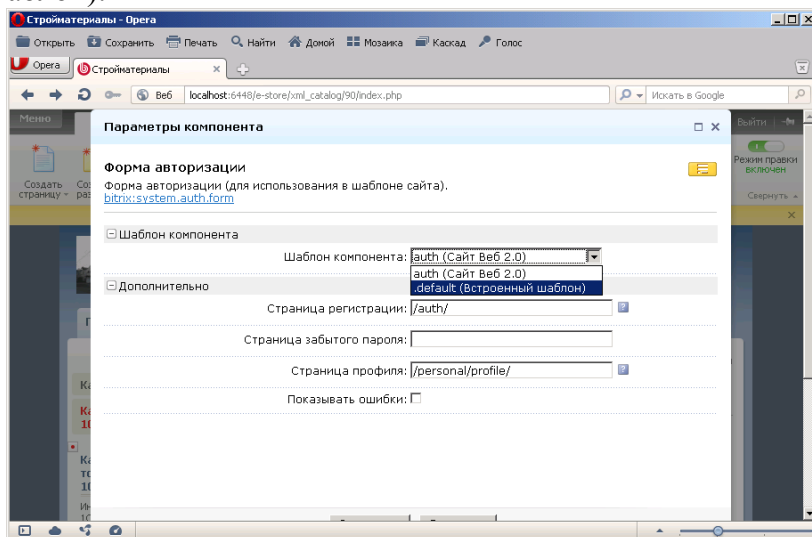 Стройматериалы - Opera
Открыть Сохранить Печать Найти Домой Мозаика Каскад Голос
Opera Стройматериалы
Веб localhost:6448/e-store/xml_catalog/90/index.php Искать в Google
Меню Параметры компонента Выйти
Форма авторизации
Форма авторизации (для использования в шаблоне сайта).
bitrix:system.auth.form
Режим правки
включен
Создать
страницу
Свернуть
Шаблон компонента
Шаблон компонента: auth (Сайт Веб 2.0)
auth (Сайт Веб 2.0)
.default (Встроенный шаблон)
Дополнительно
Страница регистрации: /auth/
Страница забытого пароля:
Страница профиля: /personal/profile/
Показывать ошибки: